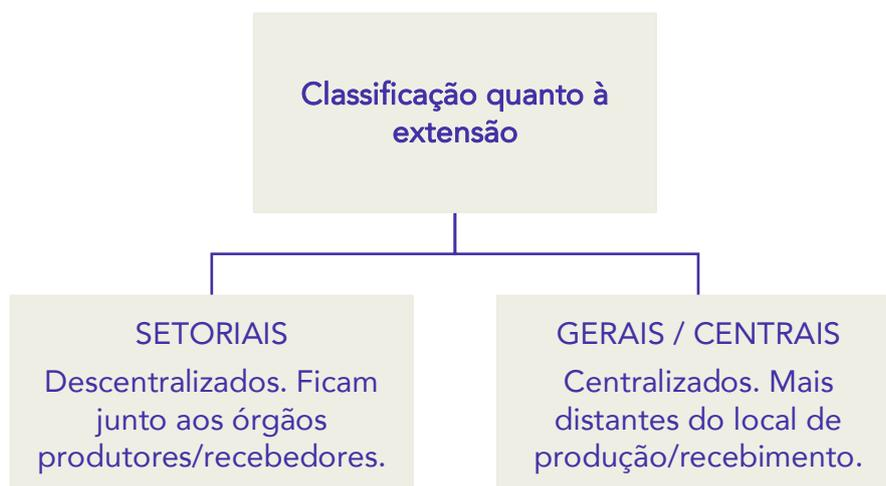 Classificação quanto à
extensão
SETORIAIS
Descentralizados. Ficam
junto aos órgãos
produtores/recebedores.
GERAIS / CENTRAIS
Centralizados. Mais
distantes do local de
produção/recebimento.